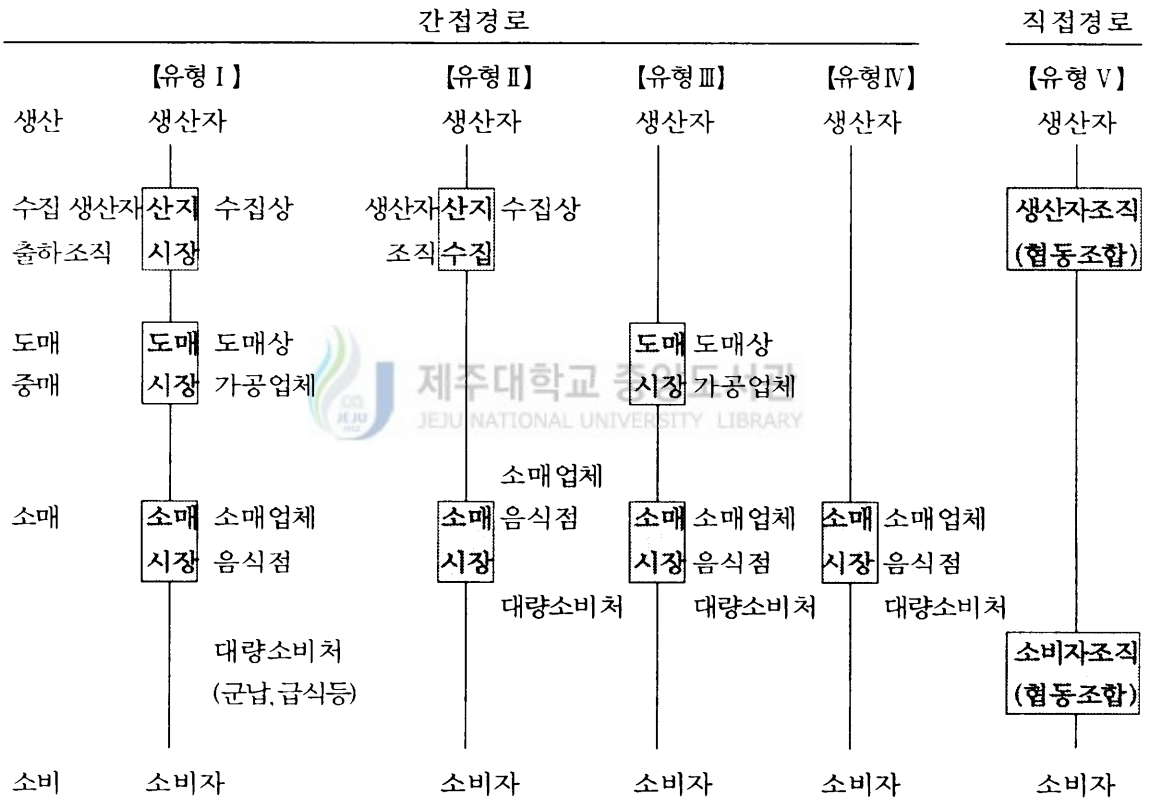 간접경로 직접경로
【유형 I】 【유형 Ⅱ】 【유형 Ⅲ】 【유형 Ⅳ】 【유형 V】
생산 생산자 생산자 생산자 생산자 생산자
수집 생산자 산지 수집상 생산자 산지 수집상 생산자조직
출하 조직 시장 조직 수집 (협동조합)
도매 도매 도매상 도매 도매상
중매 시장 가공업체 시장 가공업체
제주대학교 중앙도서관
JEJU NATIONAL UNIVERSITY LIBRARY
JEJU
소매업체
소매 소매 소매업체 소매 음식점 소매 소매업체 소매 소매업체
시장 음식점 시장 시장 음식점 시장 음식점
대량소비처 대량소비처 대량소비처
대량소비처 소비자조직
(군납,급식등) (협동조합)
소비 소비자 소비자 소비자 소비자 소비자